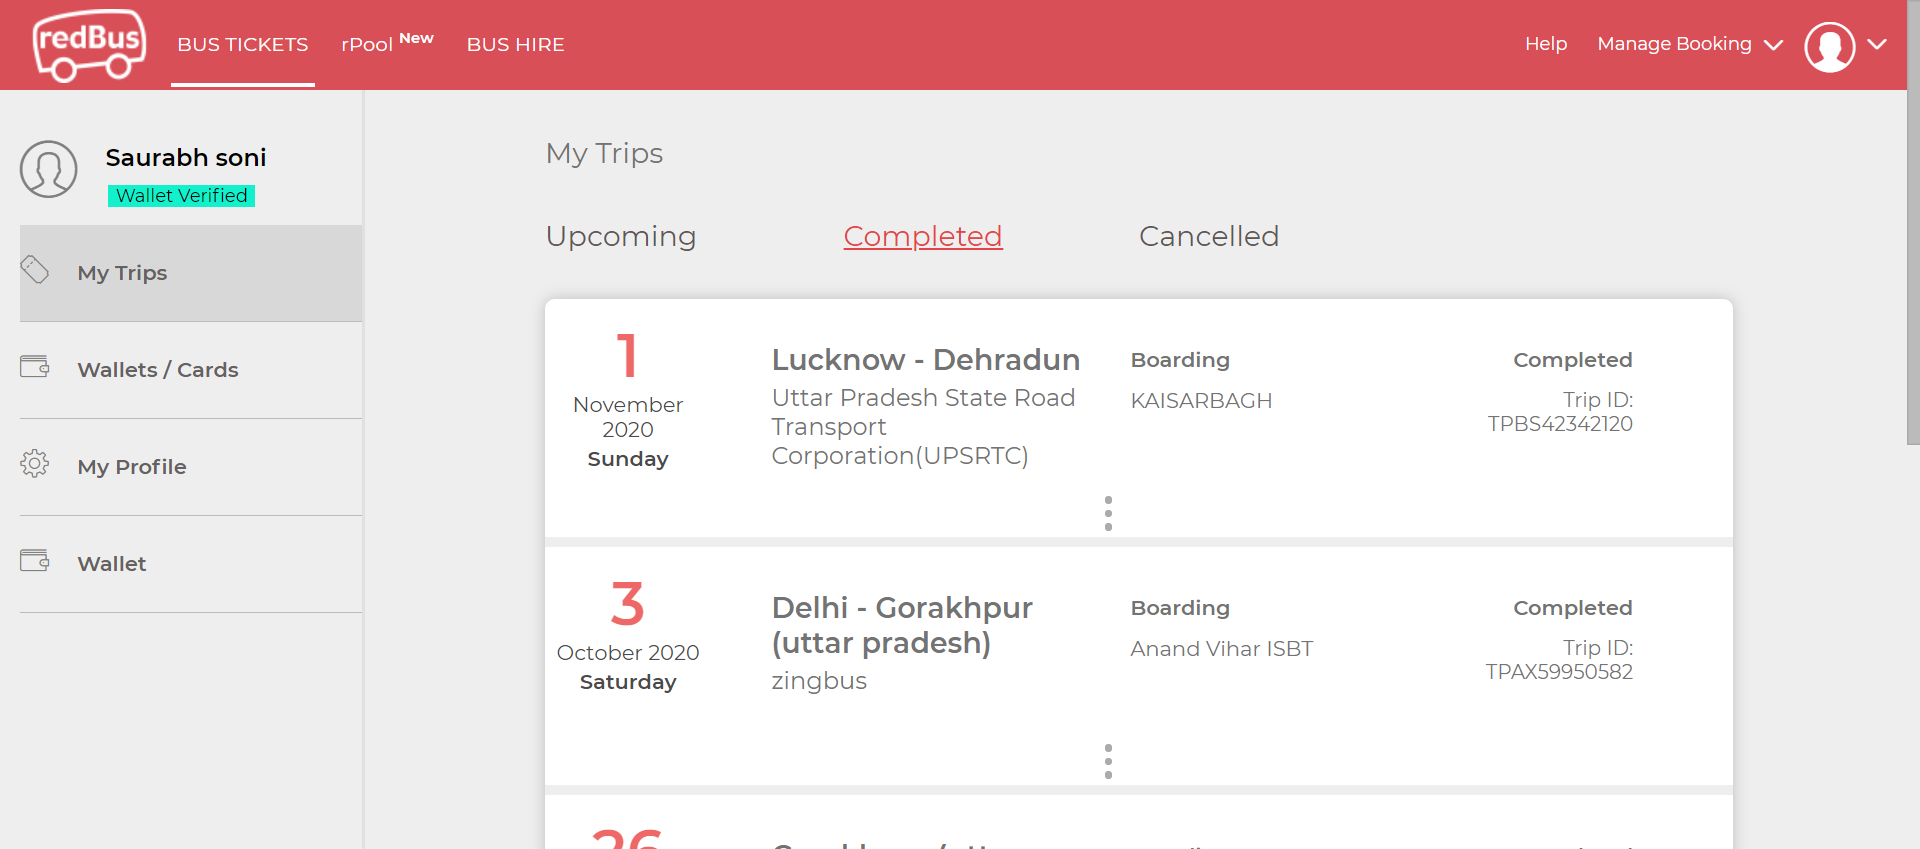 redBus
BUS TICKETS
rPool New
BUS HIRE
Help
Manage Booking
Saurabh soni
Wallet Verified
My Trips
Wallets / Cards
My Profile
Wallet
My Trips
Upcoming
Completed
Cancelled
1
November
2020
Sunday
Lucknow - Dehradun
Uttar Pradesh State Road
Transport
Corporation(UPSRTC)
Boarding
KAISARBAGH
Completed
Trip ID:
TPBS42342120
3
October 2020
Saturday
Delhi - Gorakhpur
(uttar pradesh)
zingbus
Boarding
Anand Vihar ISBT
Completed
Trip ID:
TPAX59950582
26